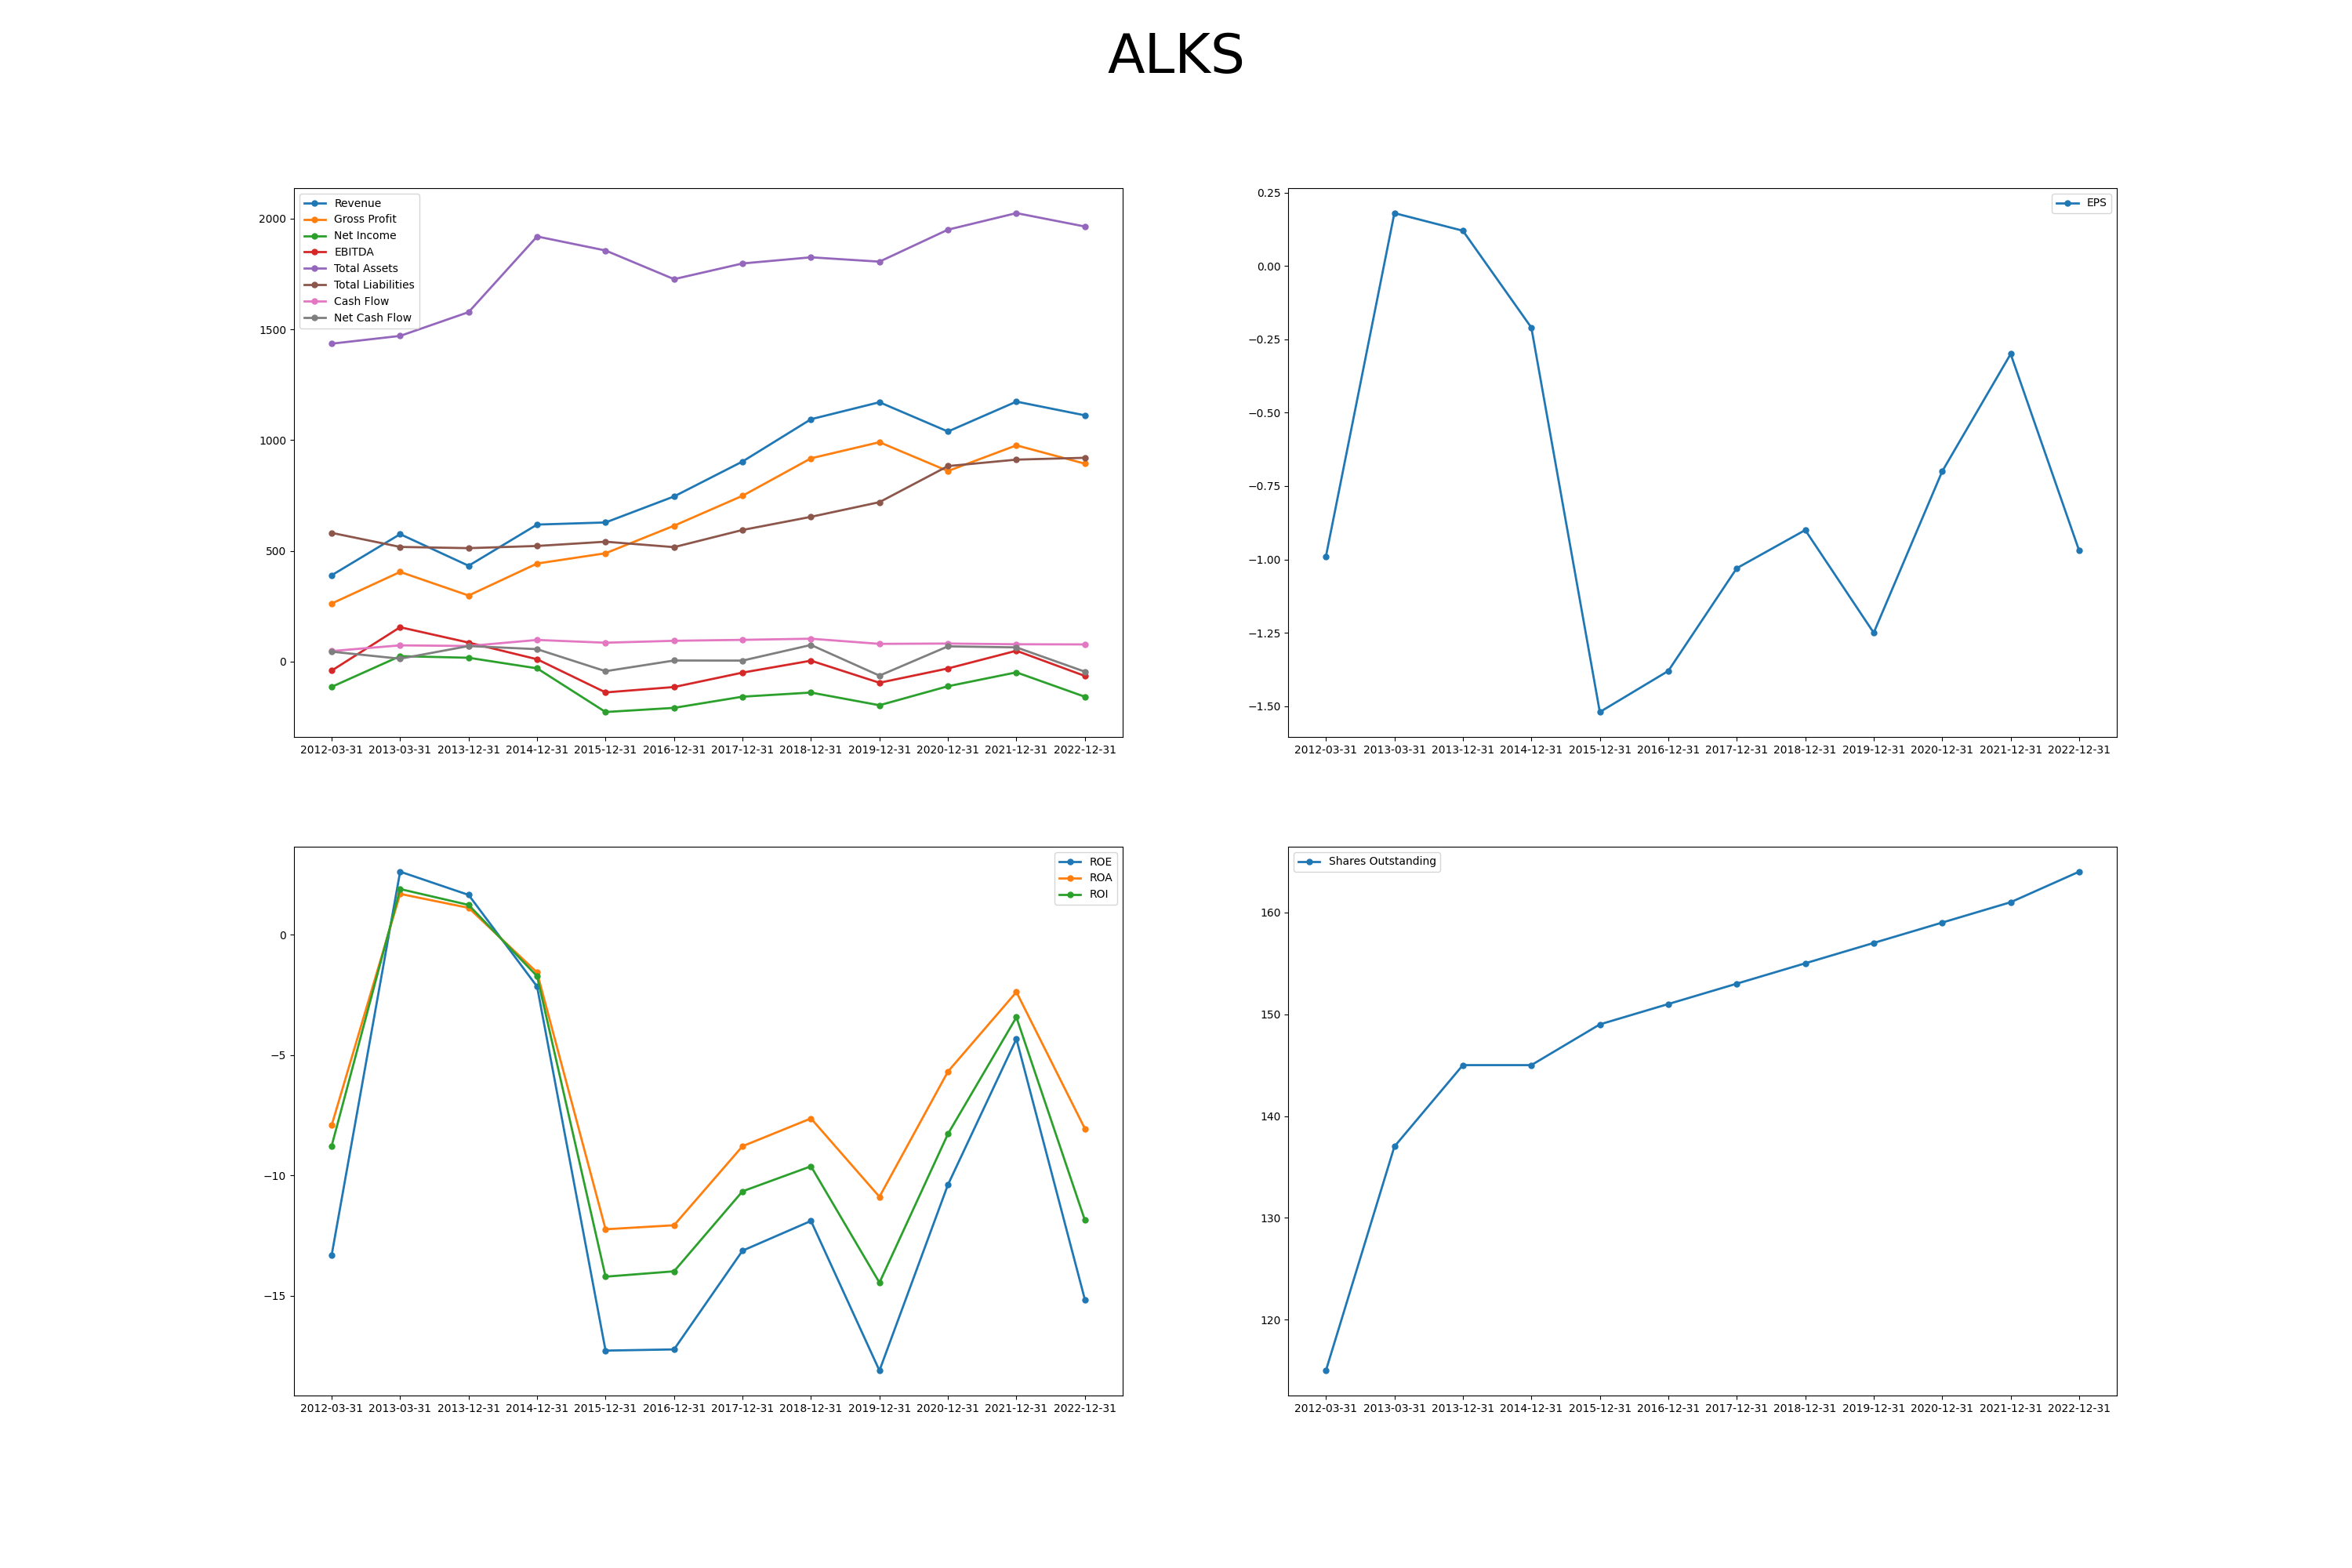 ALKS
2000
1500
1000
500
0
Revenue
Gross Profit
Net Income
EBITDA
Total Assets
Total Liabilities
Cash Flow
Net Cash Flow
2012-03-31 2013-03-31 2013-12-31 2014-12-31 2015-12-31 2016-12-31 2017-12-31 2018-12-31 2019-12-31 2020-12-31 2021-12-31 2022-12-31
0.25
0.00
−0.25
−0.50
−0.75
−1.00
−1.25
−1.50
EPS
2012-03-31 2013-03-31 2013-12-31 2014-12-31 2015-12-31 2016-12-31 2017-12-31 2018-12-31 2019-12-31 2020-12-31 2021-12-31 2022-12-31
0
−5
−10
−15
ROE
ROA
ROI
2012-03-31 2013-03-31 2013-12-31 2014-12-31 2015-12-31 2016-12-31 2017-12-31 2018-12-31 2019-12-31 2020-12-31 2021-12-31 2022-12-31
Shares Outstanding
160
150
140
130
120
2012-03-31 2013-03-31 2013-12-31 2014-12-31 2015-12-31 2016-12-31 2017-12-31 2018-12-31 2019-12-31 2020-12-31 2021-12-31 2022-12-31